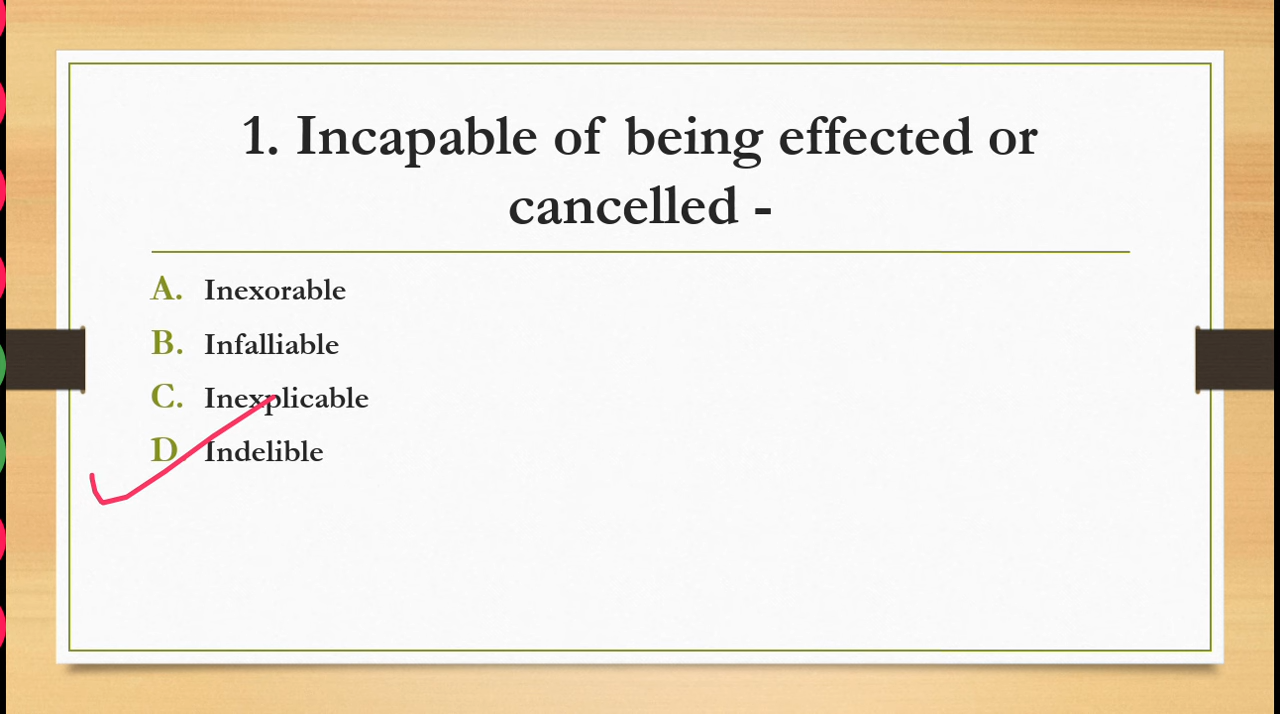 1. Incapable of being effected or
cancelled -
A. Inexorable
B. Infalliable
C. Inexplicable
D. Indelible